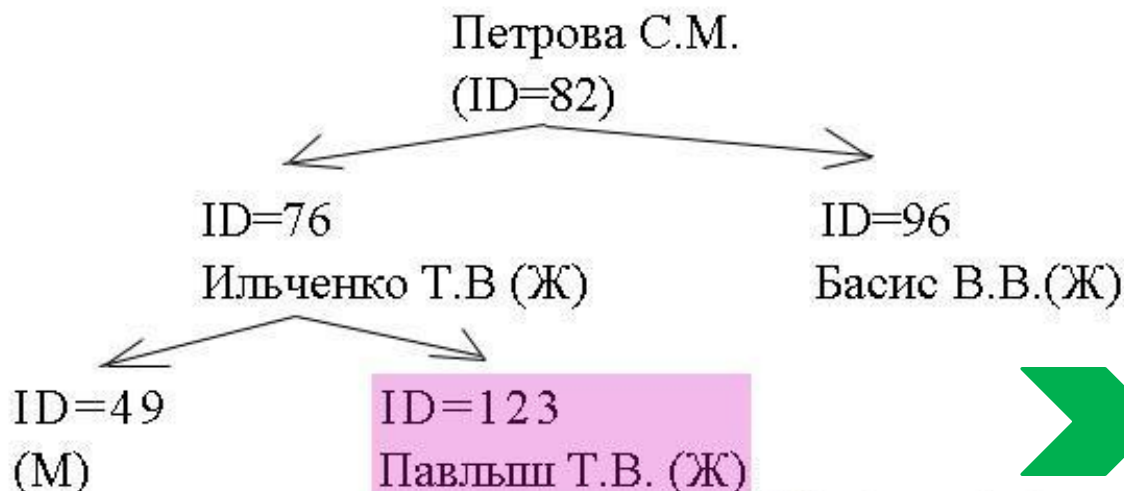 Петрова С.М.
(ID=82)
ID=76
ID=96
Ильченко Т.В (Ж)
Басис В.В.(Ж)
ID=49
ID=123
(М)
Павлыш Т.В. (Ж)